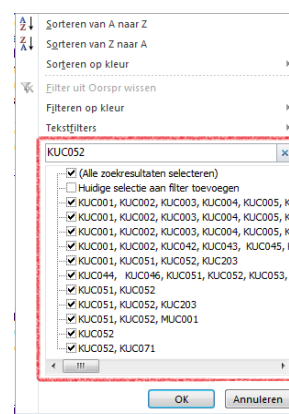 Sorteren van A naar Z
Sorteren van Z naar A
Sorteren op kleur
Filter uit Oorspr wissen
Filteren op kleur
Tekstfilters
KUC052
(Alle zoekresultaten selecteren)
Huidige selectie aan filter toevoegen
KUC001, KUC002, KUC003, KUC004, KUC005, K
KUC001, KUC002, KUC003, KUC004, KUC005, K
KUC001, KUC002, KUC003, KUC004, KUC005, K
KUC001, KUC002, KUC042, KUC043, KUC045, I
KUC001, KUC051, KUC052, KUC203
KUC044, KUC046, KUC051, KUC052, KUC053,
KUC051, KUC052
KUC051, KUC052, KUC203
KUC051, KUC052, MUC001
KUC052
KUC052, KUC071
OK Annuleren